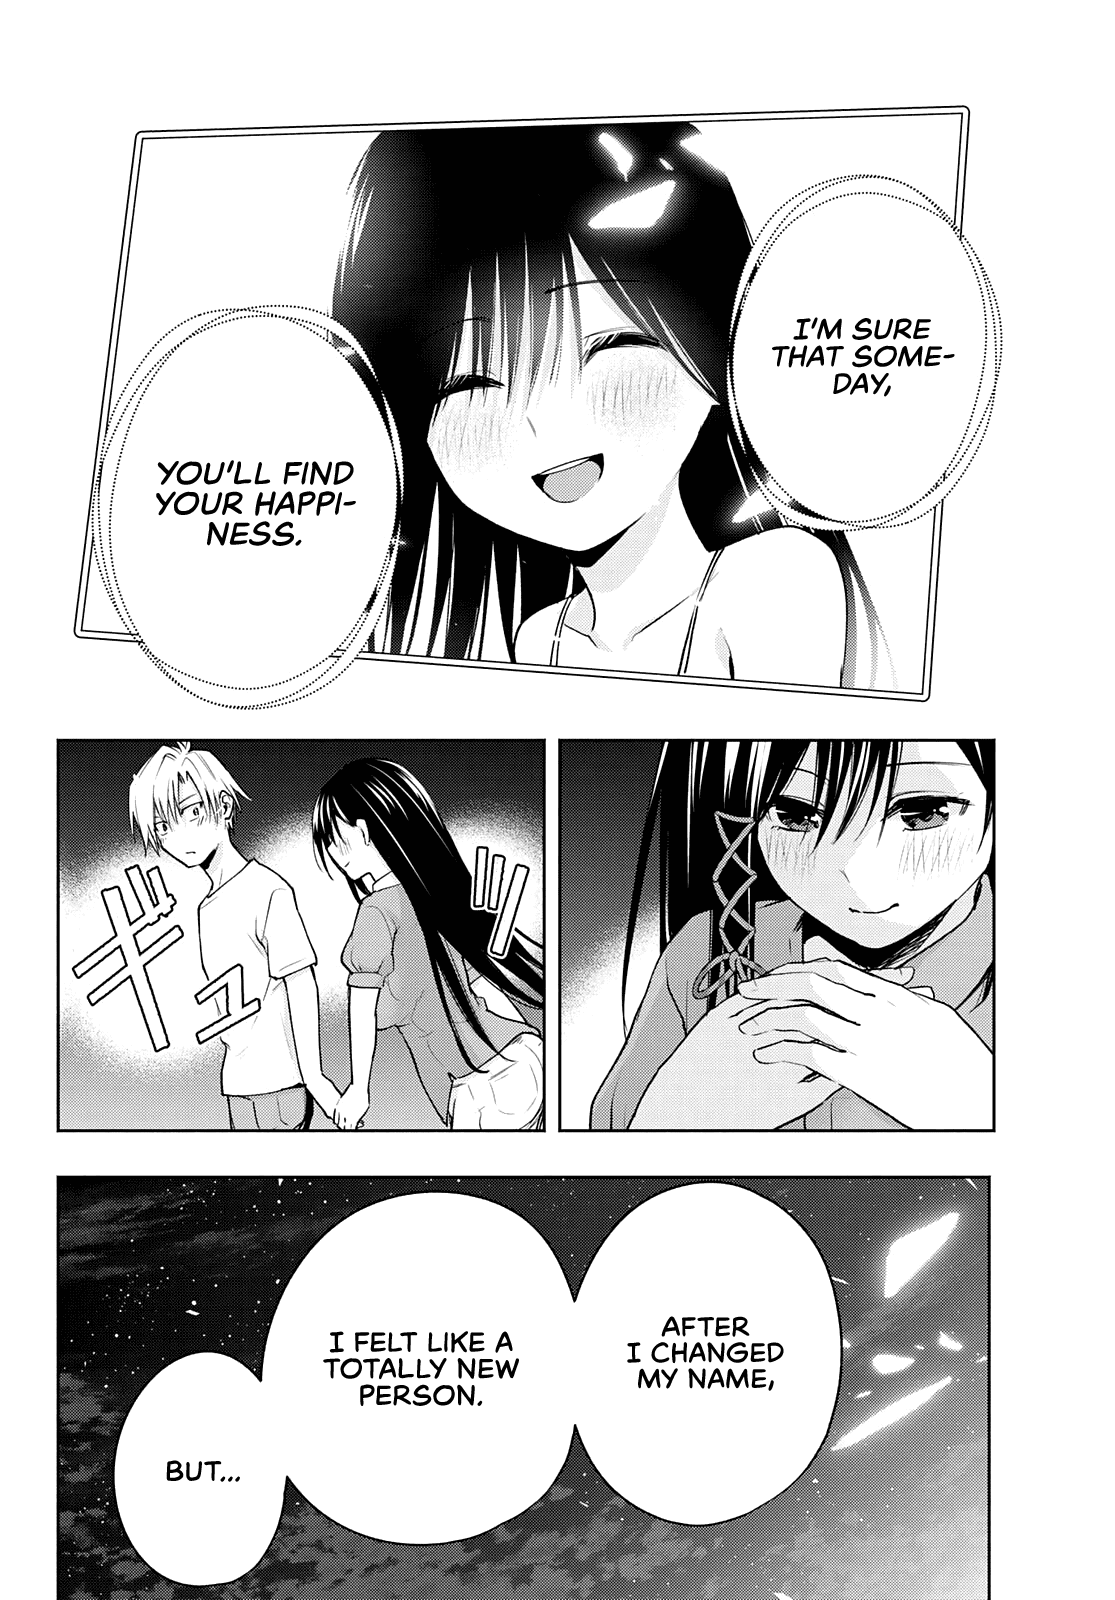 I'M SURE
THAT SOME-
DAY,
YOU'LL FIND
YOUR HAPPI-
NESS.
ギュッ
AFTER
I CHANGED
MY NAME,
I FELT LIKE A
TOTALLY NEW
PERSON.
BUT...